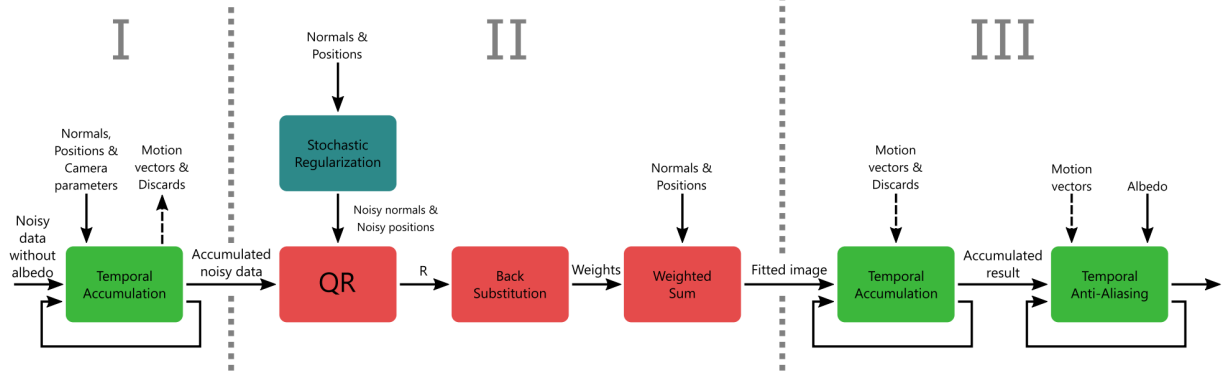 I
II
III
Normals,
Positions &
Camera
parameters
Motion
vectors &
Discards
Noisy
data
without
albedo
Temporal
Accumulation
Accumulated
noisy data
Normals &
Positions
Stochastic
Regularization
Noisy normals &
Noisy positions
QR
R
Back
Substitution
Weights
Normals &
Positions
Weighted
Sum
Fitted image
Motion
vectors &
Discards
Temporal
Accumulation
Accumulated
result
Motion
vectors
Albedo
Temporal
Anti-Aliasing